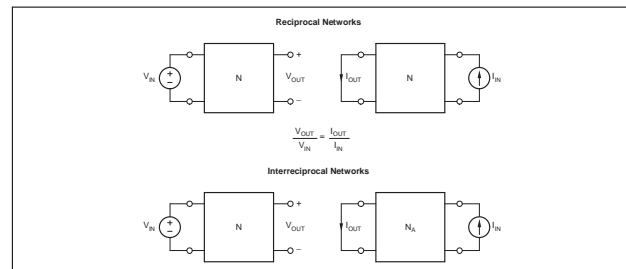 Reciprocal Networks
V_IN + − N + V_OUT − I_OUT N I_IN
V_OUT / V_IN = I_OUT / I_IN
Interreciprocal Networks
V_IN + − N + V_OUT − I_OUT N_A I_IN